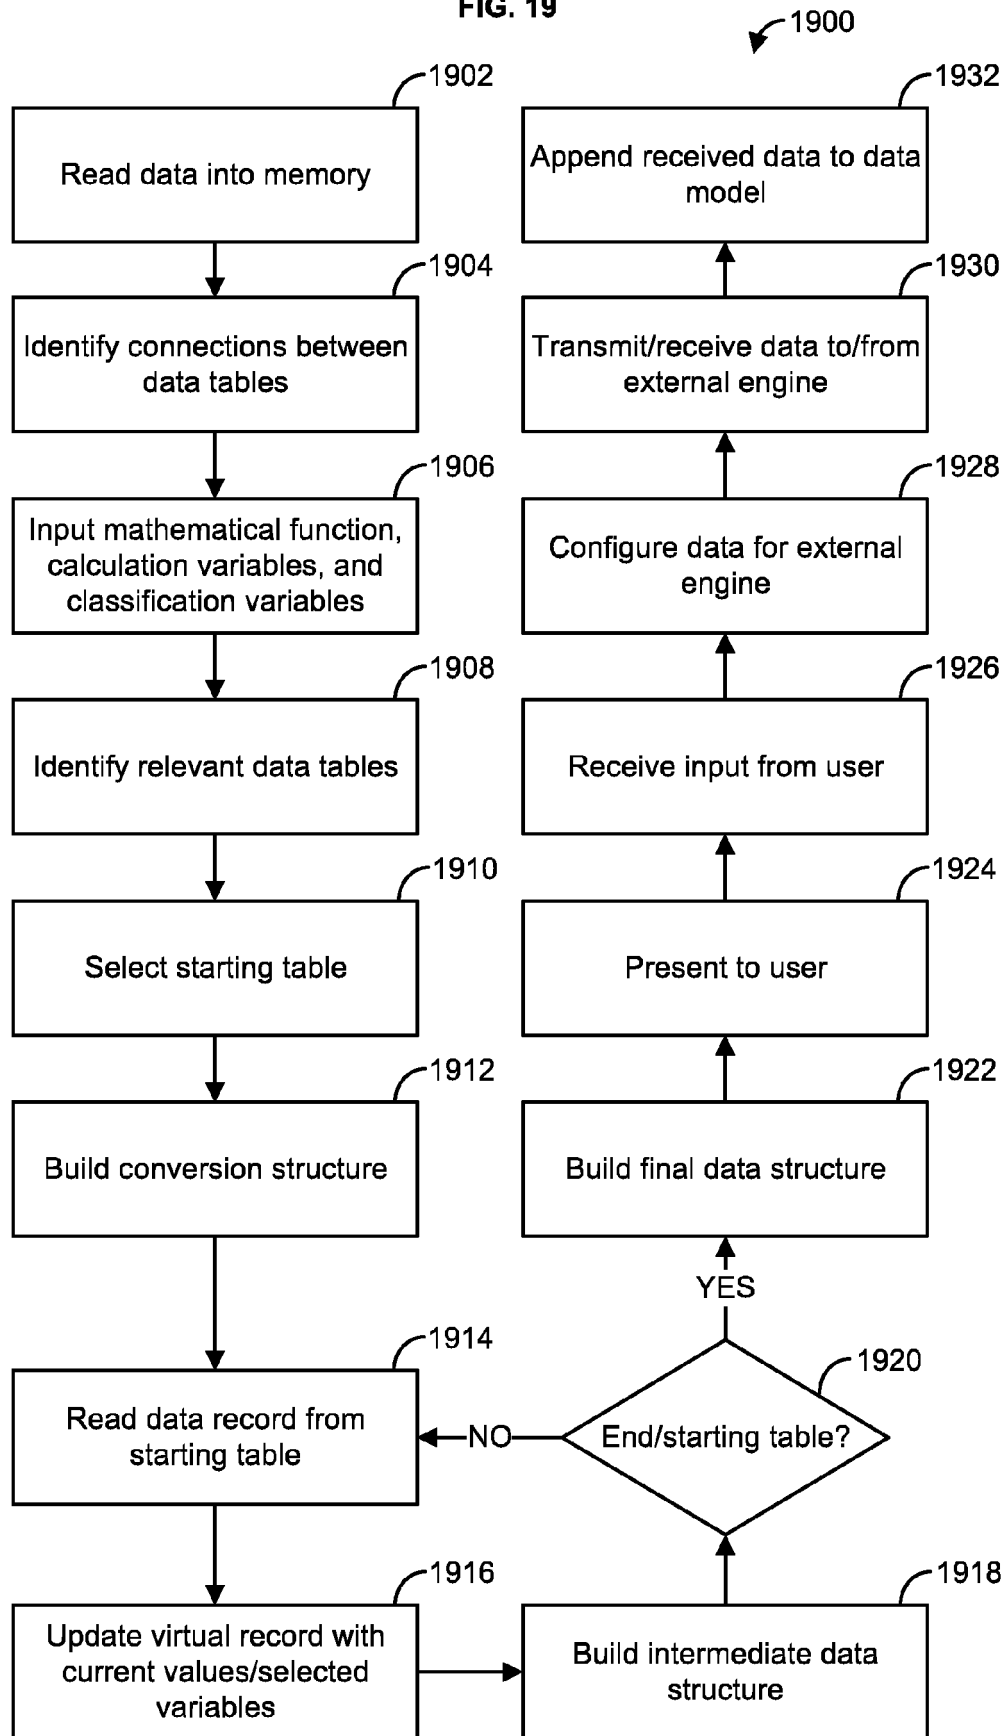 FIG. 19
1900
1902
Read data into memory
1904
Identify connections between
data tables
1906
Input mathematical function,
calculation variables, and
classification variables
1908
Identify relevant data tables
1910
Select starting table
1912
Build conversion structure
1914
Read data record from
starting table
1916
Update virtual record with
current values/selected
variables
1918
Build intermediate data
structure
1920
End/starting table?
NO
YES
1922
Build final data structure
1924
Present to user
1926
Receive input from user
1928
Configure data for external
engine
1930
Transmit/receive data to/from
external engine
1932
Append received data to data
model